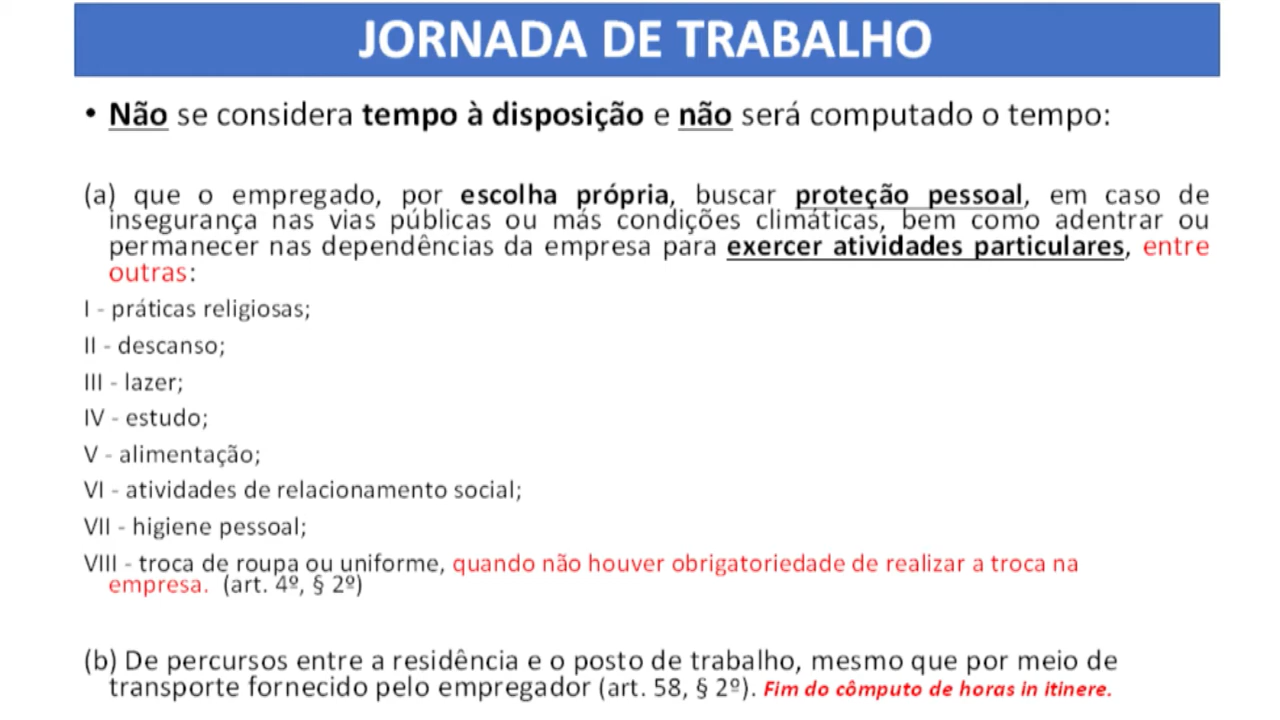 JORNADA DE TRABALHO
• Não se considera tempo à disposição e não será computado o tempo:
(a) que o empregado, por escolha própria, buscar proteção pessoal, em caso de
insegurança nas vias públicas ou más condições climáticas, bem como adentrar ou
permanecer nas dependências da empresa para exercer atividades particulares, entre
outras:
I - práticas religiosas;
II - descanso;
III - lazer;
IV - estudo;
V - alimentação;
VI - atividades de relacionamento social;
VII - higiene pessoal;
VIII - troca de roupa ou uniforme, quando não houver obrigatoriedade de realizar a troca na
empresa. (art. 4º, § 2º)
(b) De percursos entre a residência e o posto de trabalho, mesmo que por meio de
transporte fornecido pelo empregador (art. 58, § 2º). Fim do cômputo de horas in itinere.